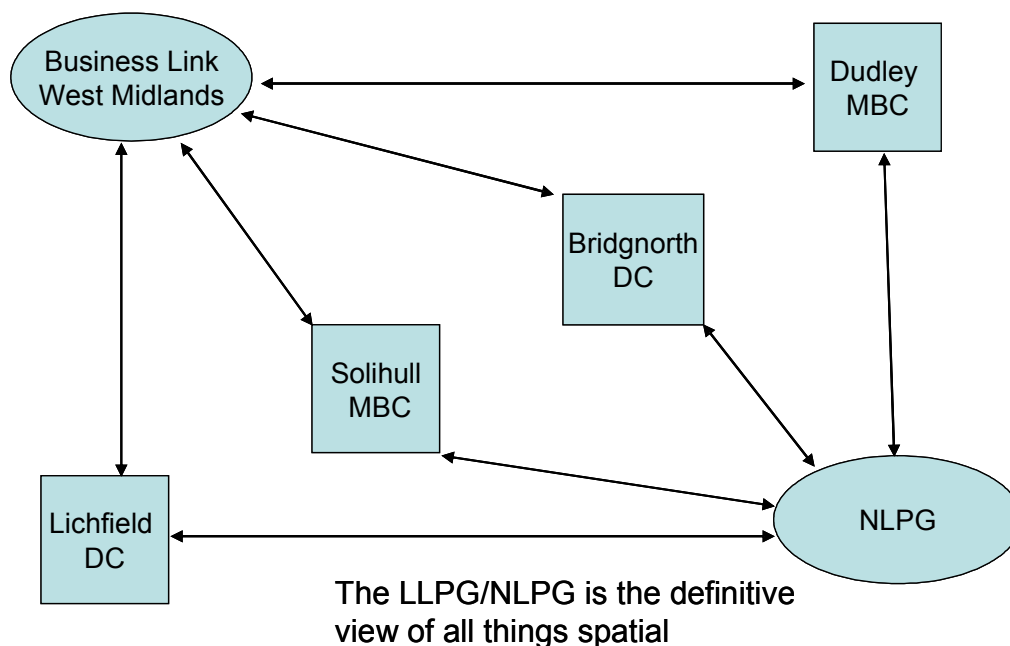 Business Link
West Midlands
Dudley
MBC
Bridgnorth
DC
Solihull
MBC
Lichfield
DC
NLPG
The LLPG/NLPG is the definitive
view of all things spatial